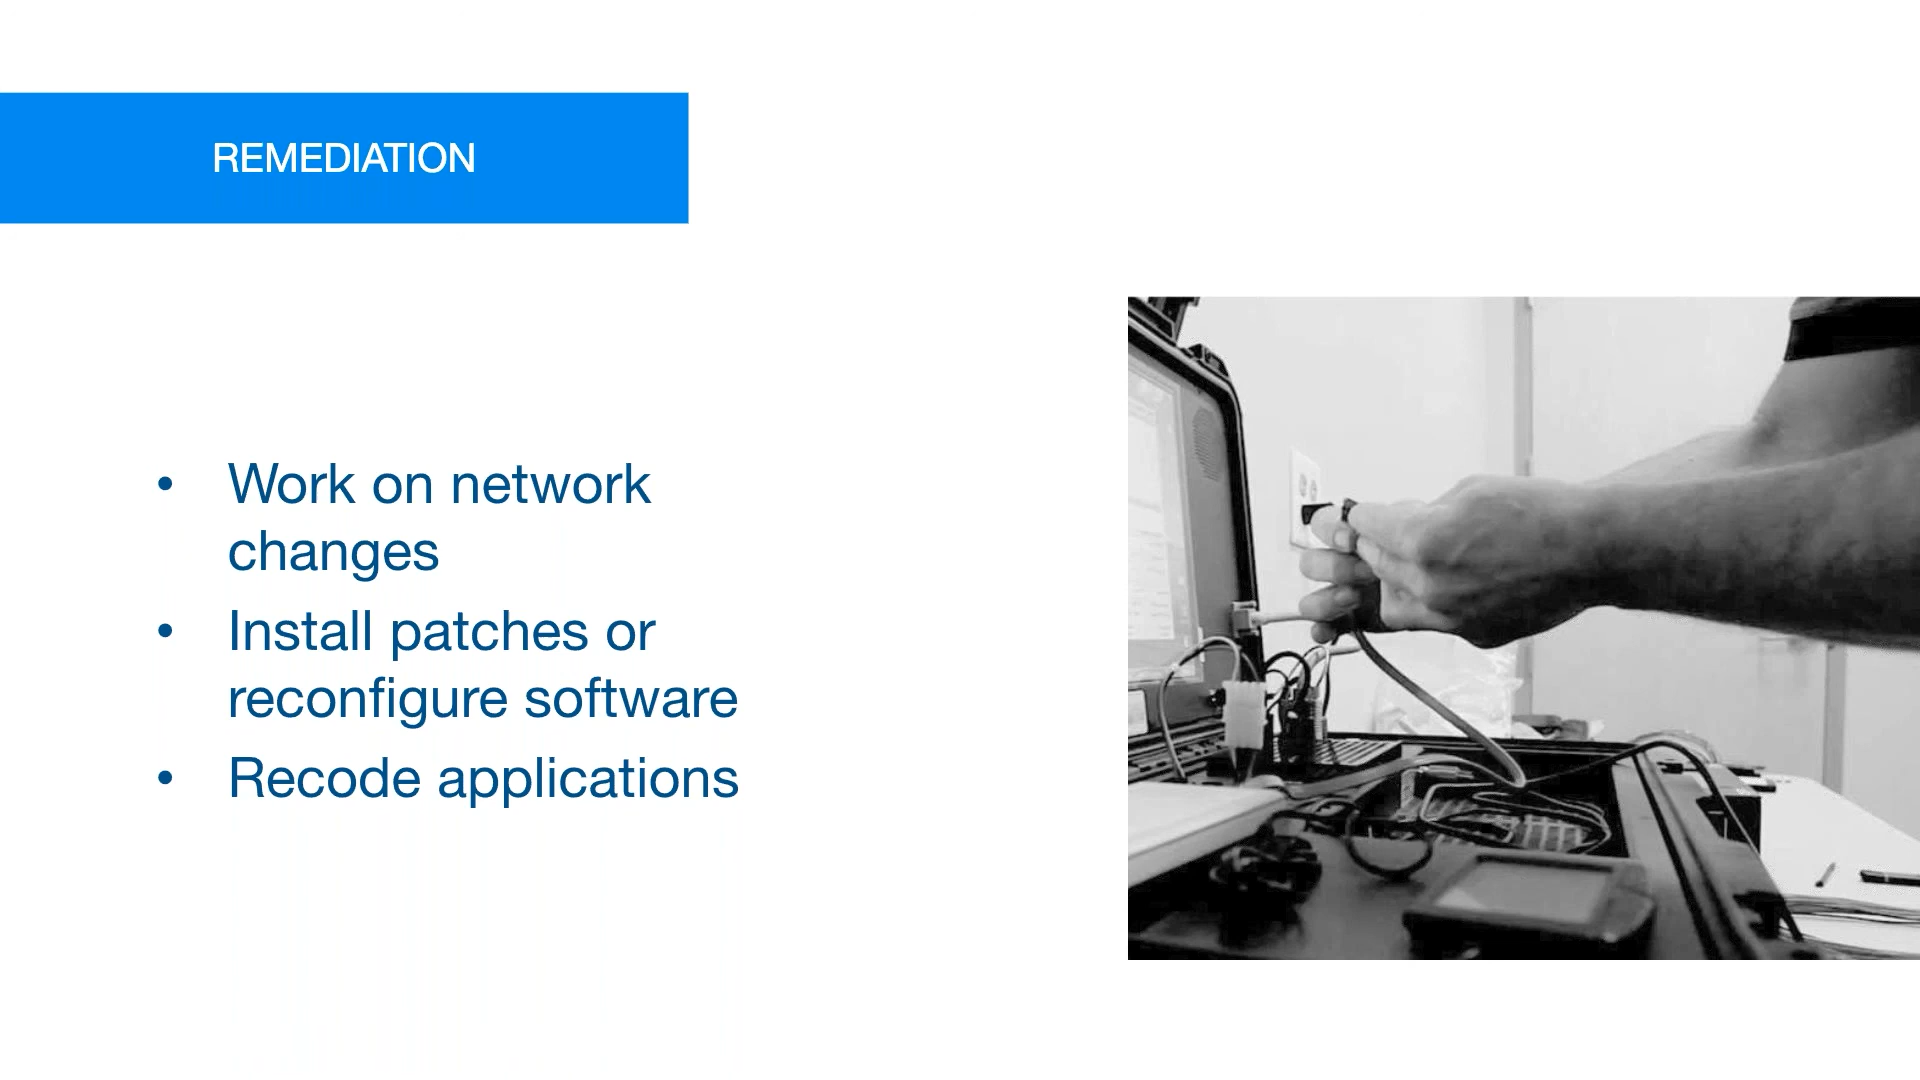 REMEDIATION
• Work on network
changes
• Install patches or
reconfigure software
• Recode applications